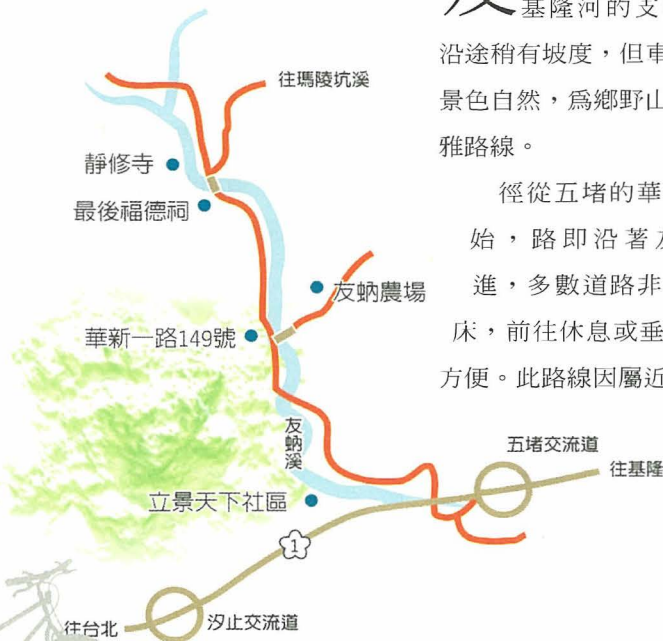 基隆河的支
沿途稍有坡度，但車
景色自然，爲鄉野山
雅路線。
徑從五堵的華
始，路即沿著友
進，多數道路非
床，前往休息或垂
方便。此路線因屬近
往瑪陵坑溪
靜修寺
最後福德祠
友蚋農場
華新一路149號
友蚋溪
五堵交流道
往基隆
立景天下社區
1
往台北
汐止交流道